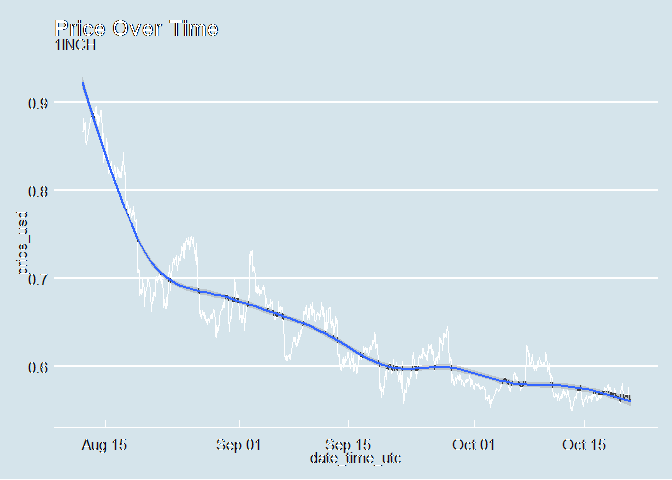 Price Over Time
1INCH
0.9
0.8
0.7
0.6
price_usd
Aug 15 Sep 01 Sep 15 Oct 01 Oct 15
date_time_utc